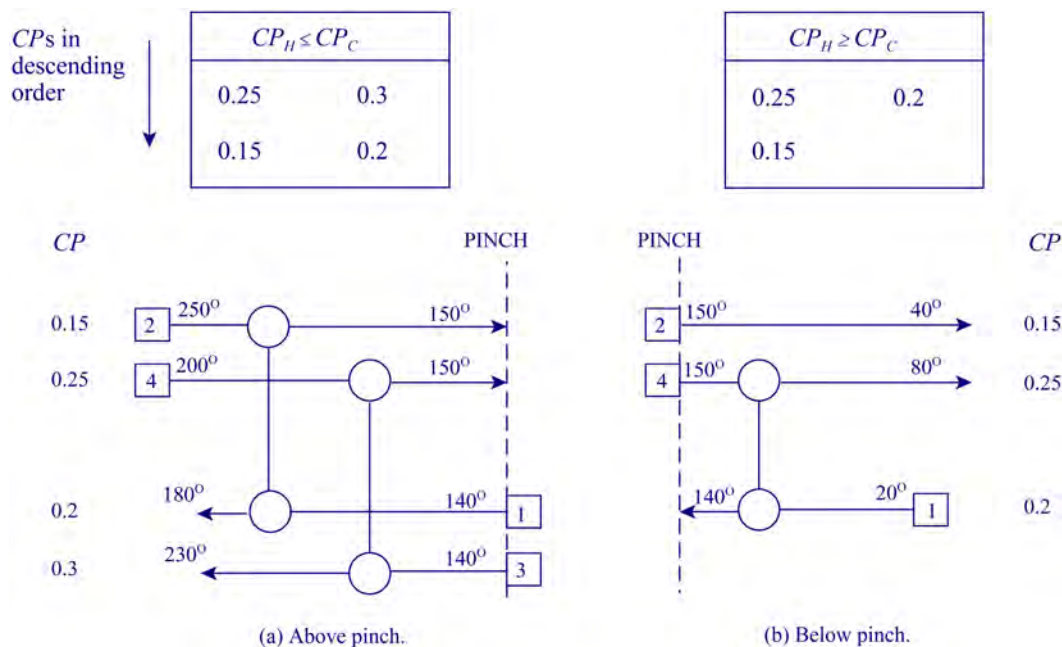 CPs in
descending
order
CP_H ≤ CP_C
0.25 0.3
0.15 0.2
CP_H ≥ CP_C
0.25 0.2
0.15
CP
PINCH
PINCH
CP
0.15 2 250° 150°
2 150° 40° 0.15
0.25 4 200° 150°
4 150° 80° 0.25
0.2 180° 140° 1
140° 20° 1 0.2
0.3 230° 140° 3
(a) Above pinch.
(b) Below pinch.